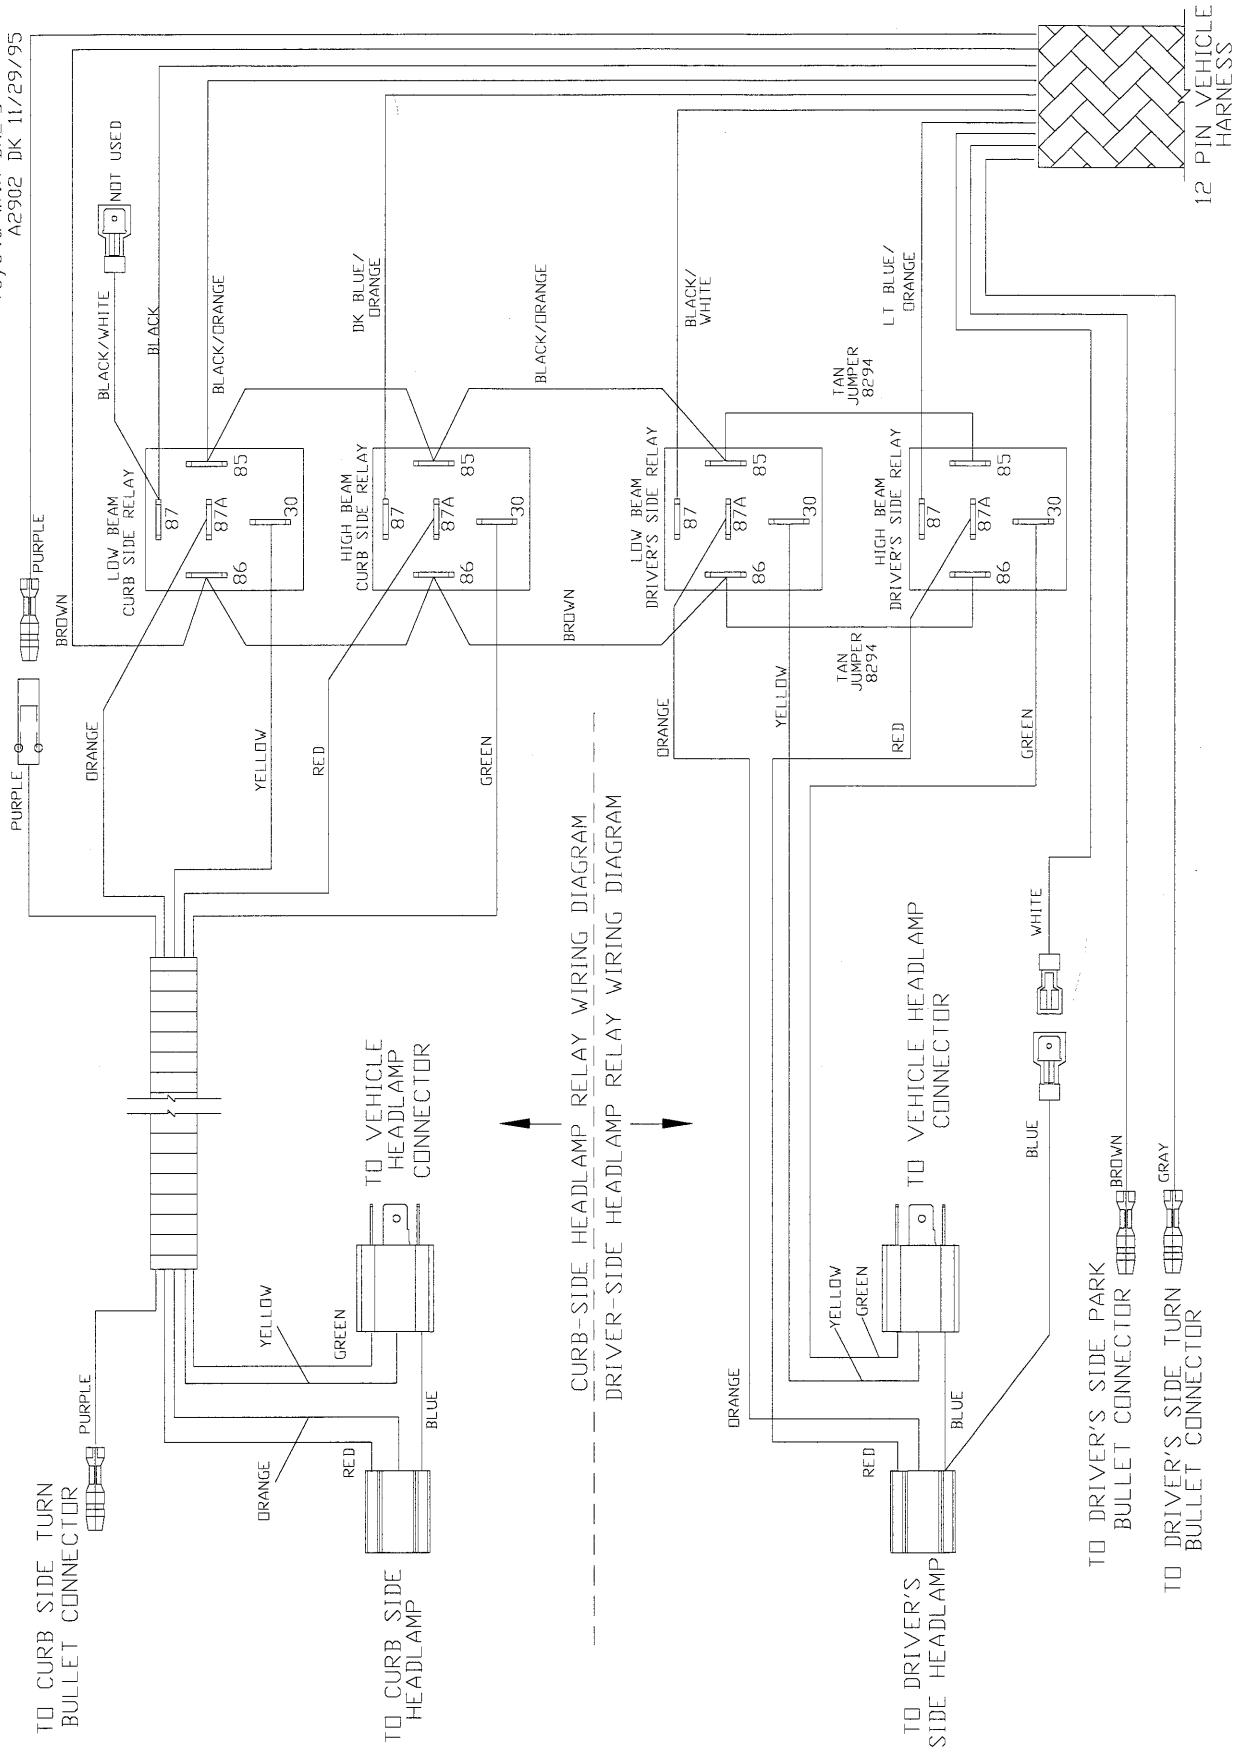 A2902 DK 11/29/95
PURPLE
PURPLE
BROWN
NOT USED
BLACK/WHITE
BLACK
BLACK/ORANGE
LOW BEAM
CURB SIDE RELAY
87
87A
85
86
30
ORANGE
YELLOW
DK BLUE/
ORANGE
BLACK/ORANGE
HIGH BEAM
CURB SIDE RELAY
87
87A
85
86
30
RED
GREEN
BROWN
BLACK/
WHITE
LOW BEAM
DRIVER'S SIDE RELAY
87
87A
85
86
30
ORANGE
YELLOW
TAN
JUMPER
8294
TAN
JUMPER
8294
LT BLUE/
ORANGE
HIGH BEAM
DRIVER'S SIDE RELAY
87
87A
85
86
30
RED
GREEN
12 PIN VEHICLE
HARNESS
TO CURB SIDE TURN
BULLET CONNECTOR
PURPLE
ORANGE
YELLOW
RED
GREEN
BLUE
TO CURB SIDE
HEADLAMP
TO VEHICLE
HEADLAMP
CONNECTOR
CURB-SIDE HEADLAMP RELAY WIRING DIAGRAM
DRIVER-SIDE HEADLAMP RELAY WIRING DIAGRAM
ORANGE
RED
YELLOW
GREEN
BLUE
TO DRIVER'S
SIDE HEADLAMP
TO VEHICLE HEADLAMP
CONNECTOR
BLUE
WHITE
TO DRIVER'S SIDE PARK
BULLET CONNECTOR
BROWN
TO DRIVER'S SIDE TURN
BULLET CONNECTOR
GRAY